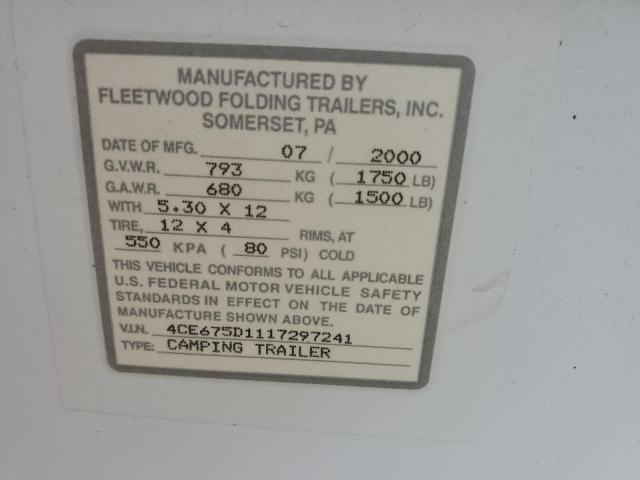 MANUFACTURED BY
FLEETWOOD FOLDING TRAILERS, INC.
SOMERSET, PA
DATE OF MFG. 07 / 2000
G.V.W.R. 793 KG ( 1750 LB)
G.A.W.R. 680 KG ( 1500 LB)
WITH 5.30 X 12
TIRE, 12 X 4 RIMS, AT
550 KPA ( 80 PSI) COLD
THIS VEHICLE CONFORMS TO ALL APPLICABLE
U.S. FEDERAL MOTOR VEHICLE SAFETY
STANDARDS IN EFFECT ON THE DATE OF
MANUFACTURE SHOWN ABOVE.
V.I.N. 4CE675D1117297241
TYPE: CAMPING TRAILER